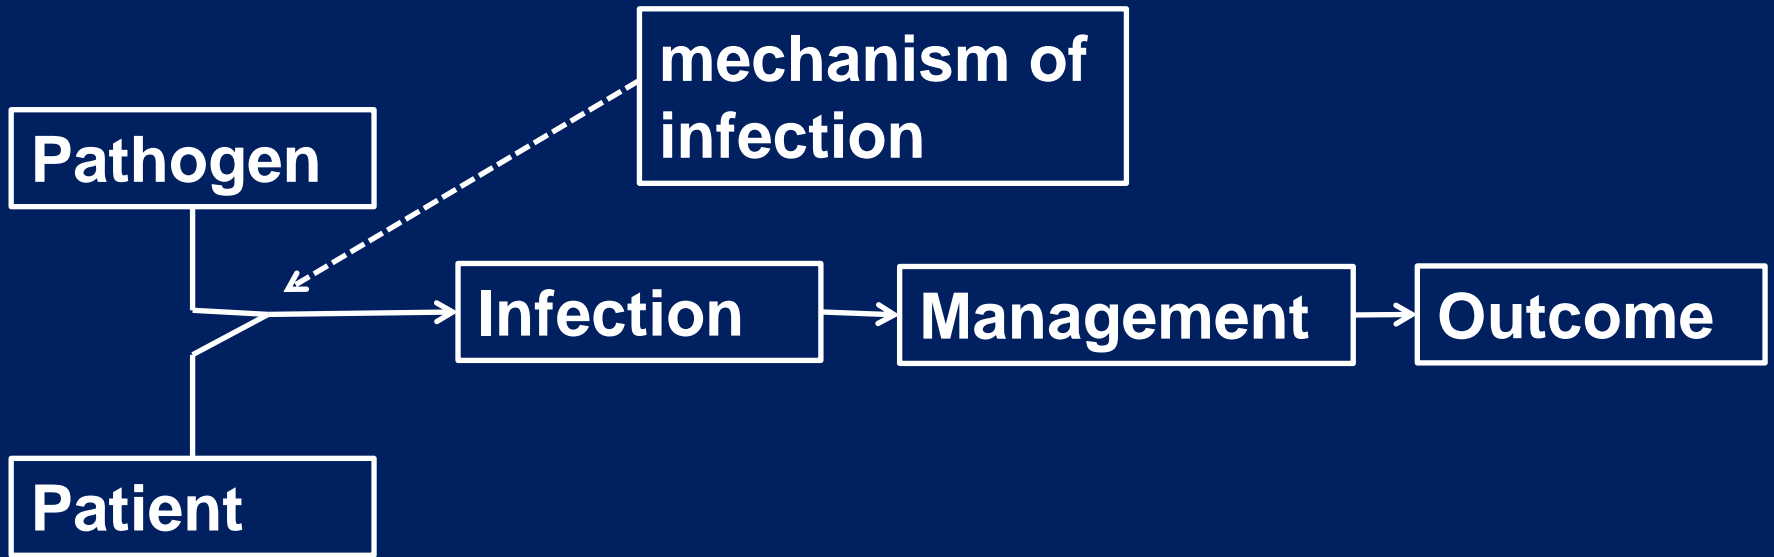 mechanism of
infection
Pathogen
Infection
Management
Outcome
Patient